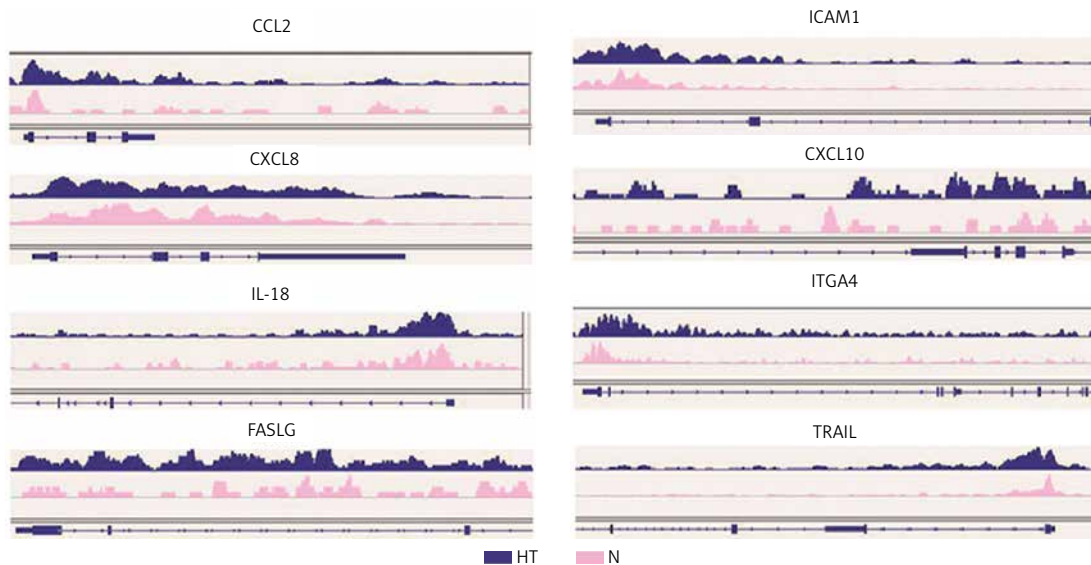 CCL2
ICAM1
CXCL8
CXCL10
IL-18
ITGA4
FASLG
TRAIL
HT
N